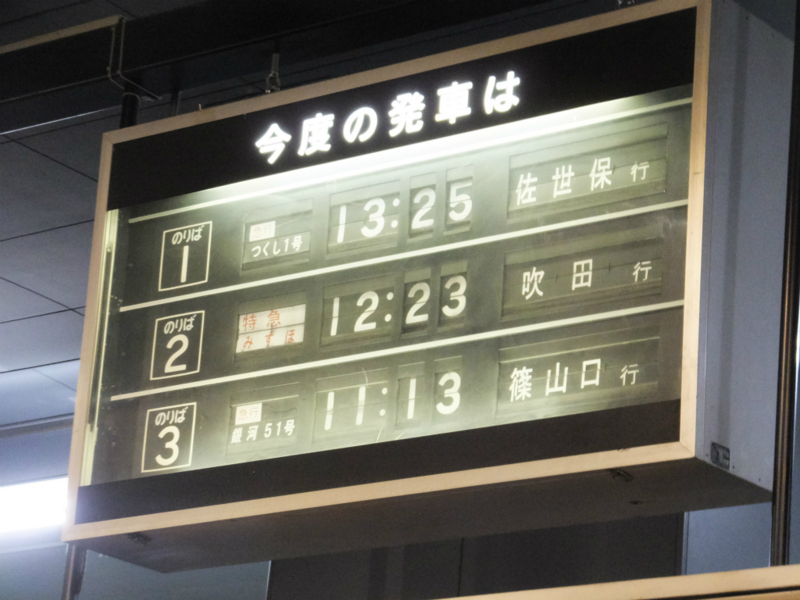 今度の発車は
のりば 1 急行 つくし1号 13:25 佐世保 行
のりば 2 特急 みずほ 12:23 吹田 行
のりば 3 急行 銀河51号 11:13 篠山口 行